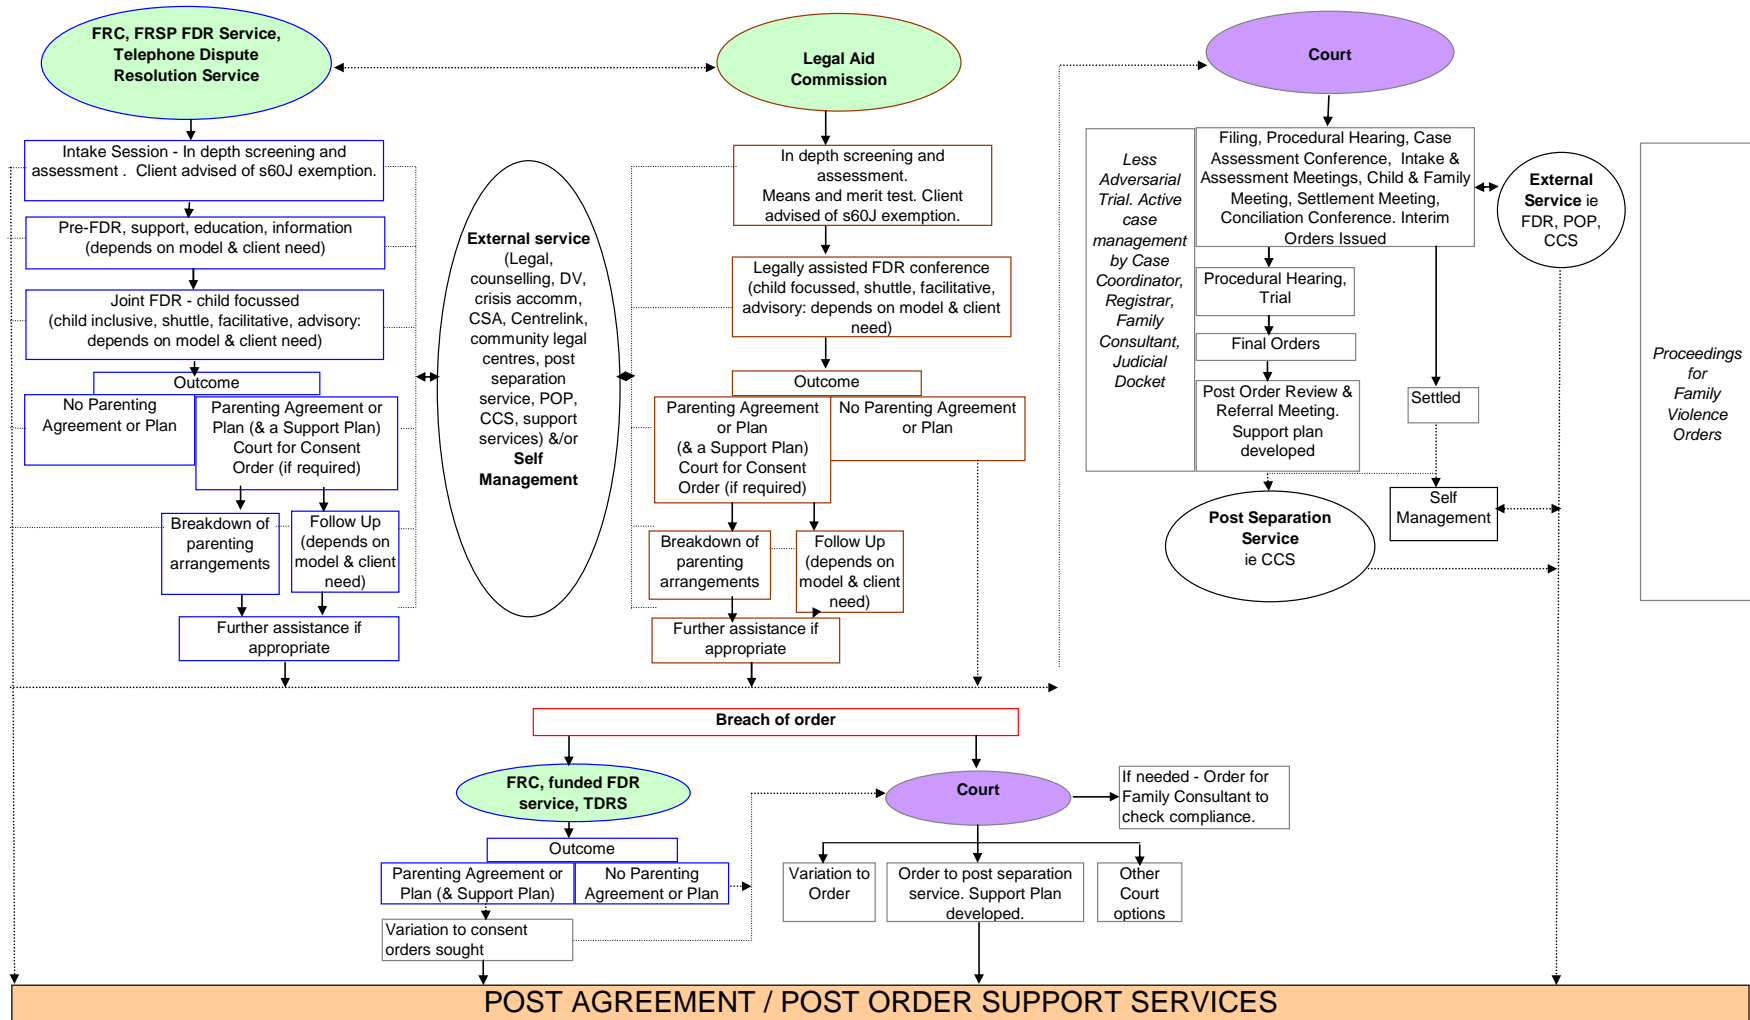 FRC, FRSP FDR Service,
Telephone Dispute
Resolution Service
Legal Aid
Commission
Court
Intake Session - In depth screening and
assessment . Client advised of s60J exemption.
Pre-FDR, support, education, information
(depends on model & client need)
Joint FDR - child focussed
(child inclusive, shuttle, facilitative, advisory:
depends on model & client need)
Outcome
No Parenting
Agreement or Plan
Parenting Agreement or
Plan (& a Support Plan)
Court for Consent
Order (if required)
Breakdown of
parenting
arrangements
Follow Up
(depends on
model & client
need)
Further assistance if
appropriate
External service
(Legal,
counselling, DV,
crisis accomm,
CSA, Centrelink,
community legal
centres, post
separation
service, POP,
CCS, support
services) &/or
Self
Management
In depth screening and
assessment.
Means and merit test. Client
advised of s60J exemption.
Legally assisted FDR conference
(child focussed, shuttle, facilitative,
advisory: depends on model & client
need)
Outcome
Parenting Agreement
or Plan
(& a Support Plan)
Court for Consent
Order (if required)
No Parenting Agreement
or Plan
Breakdown of
parenting
arrangements
Follow Up
(depends on
model & client
need)
Further assistance if
appropriate
Less
Adversarial
Trial. Active
case
management
by Case
Coordinator,
Registrar,
Family
Consultant,
Judicial
Docket
Filing, Procedural Hearing, Case
Assessment Conference, Intake &
Assessment Meetings, Child & Family
Meeting, Settlement Meeting,
Conciliation Conference. Interim
Orders Issued
Procedural Hearing,
Trial
Final Orders
Post Order Review &
Referral Meeting.
Support plan
developed
Settled
Self
Management
Post Separation
Service
ie CCS
External
Service ie
FDR, POP,
CCS
Proceedings
for
Family
Violence
Orders
Breach of order
FRC, funded FDR
service, TDRS
Outcome
Parenting Agreement or
Plan (& Support Plan)
No Parenting
Agreement or Plan
Variation to consent
orders sought
Court
If needed - Order for
Family Consultant to
check compliance.
Variation to
Order
Order to post separation
service. Support Plan
developed.
Other
Court
options
POST AGREEMENT / POST ORDER SUPPORT SERVICES